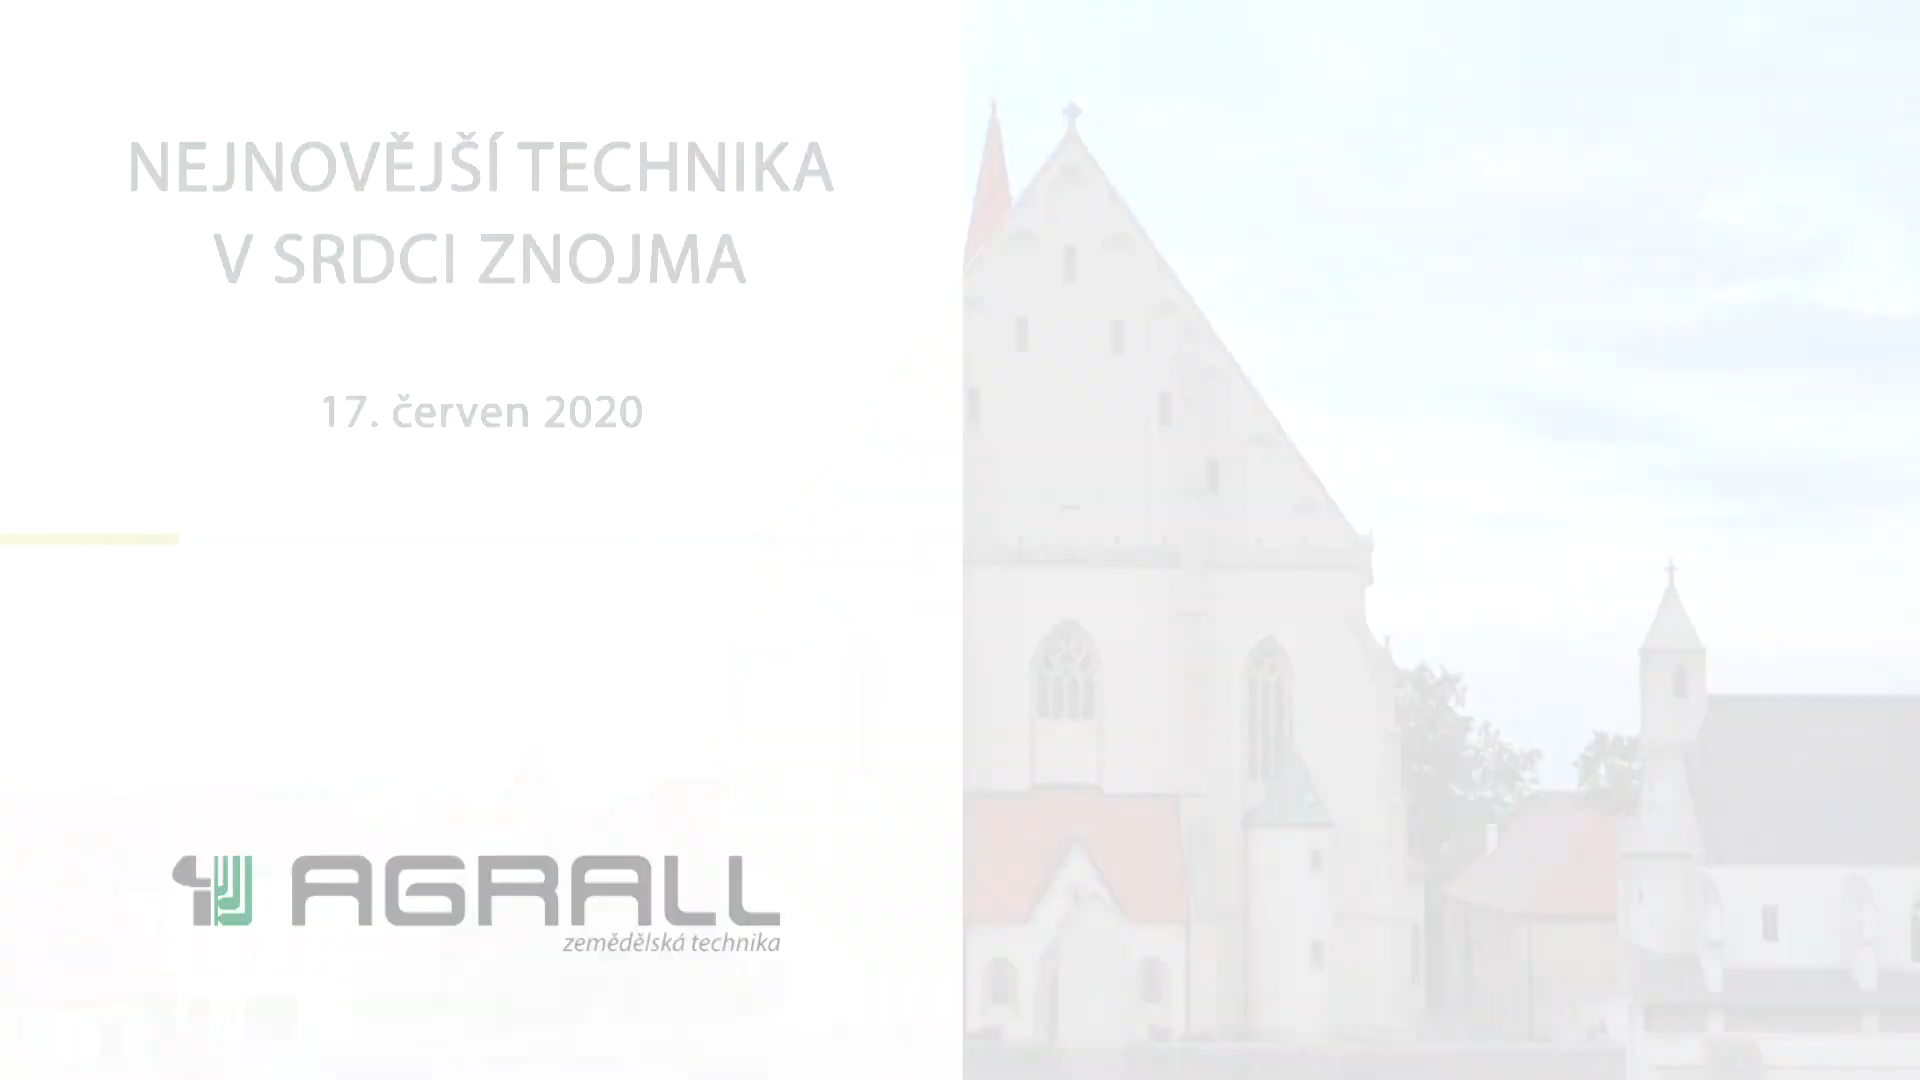 NEJNOVĚJŠÍ TECHNIKA
V SRDCI ZNOJMA
17. červen 2020
AGRALL
zemědělská technika